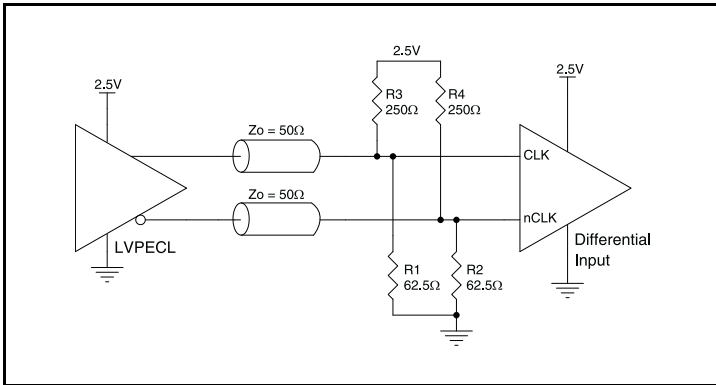 2.5V
2.5V
2.5V
R3
250Ω
R4
250Ω
Zo = 50Ω
CLK
Zo = 50Ω
nCLK
LVPECL
Differential
Input
R1
62.5Ω
R2
62.5Ω